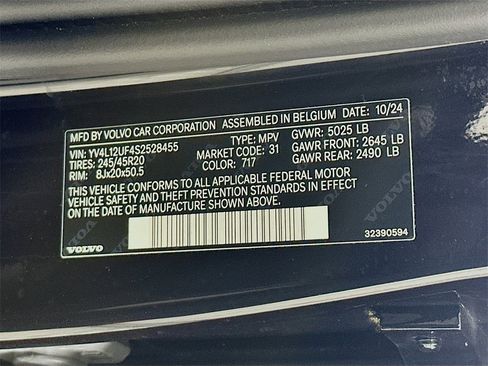 MFD BY VOLVO CAR CORPORATION ASSEMBLED IN BELGIUM 10/24
VIN: YV4L12UF4S2528455 TYPE: MPV GVWR: 5025 LB
TIRES: 245/45R20 MARKET CODE: 31 GAWR FRONT: 2645 LB
RIM: 8Jx20x50.5 COLOR: 717 GAWR REAR: 2490 LB
THIS VEHICLE CONFORMS TO ALL APPLICABLE FEDERAL MOTOR
VEHICLE SAFETY AND THEFT PREVENTION STANDARDS IN EFFECT
ON THE DATE OF MANUFACTURE SHOWN ABOVE.
VOLVO
32390594